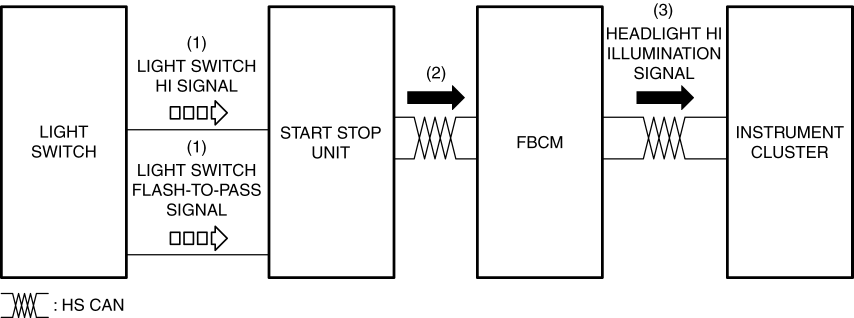 (1)
LIGHT SWITCH
HI SIGNAL
(1)
LIGHT SWITCH
FLASH-TO-PASS
SIGNAL
(2)
(3)
HEADLIGHT HI
ILLUMINATION
SIGNAL
LIGHT
SWITCH
START STOP
UNIT
FBCM
INSTRUMENT
CLUSTER
: HS CAN